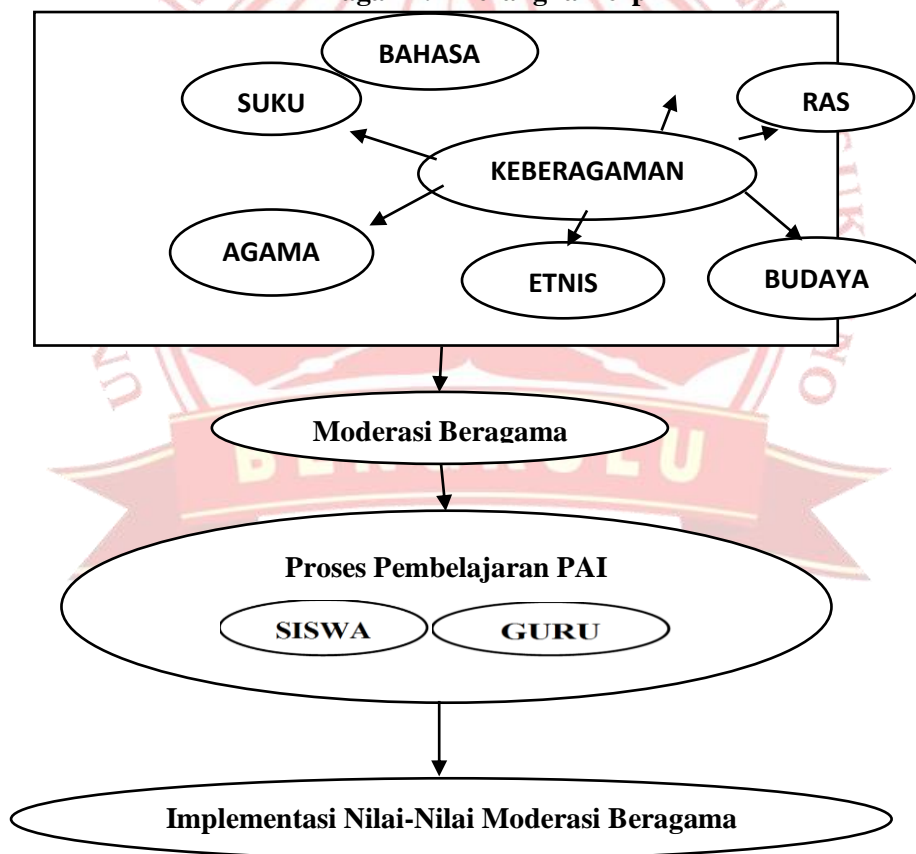 BAHASA
SUKU
RAS
KEBERAGAMAN
AGAMA
ETNIS
BUDAYA
Moderasi Beragama
BENGKULU
Proses Pembelajaran PAI
SISWA
GURU
Implementasi Nilai-Nilai Moderasi Beragama